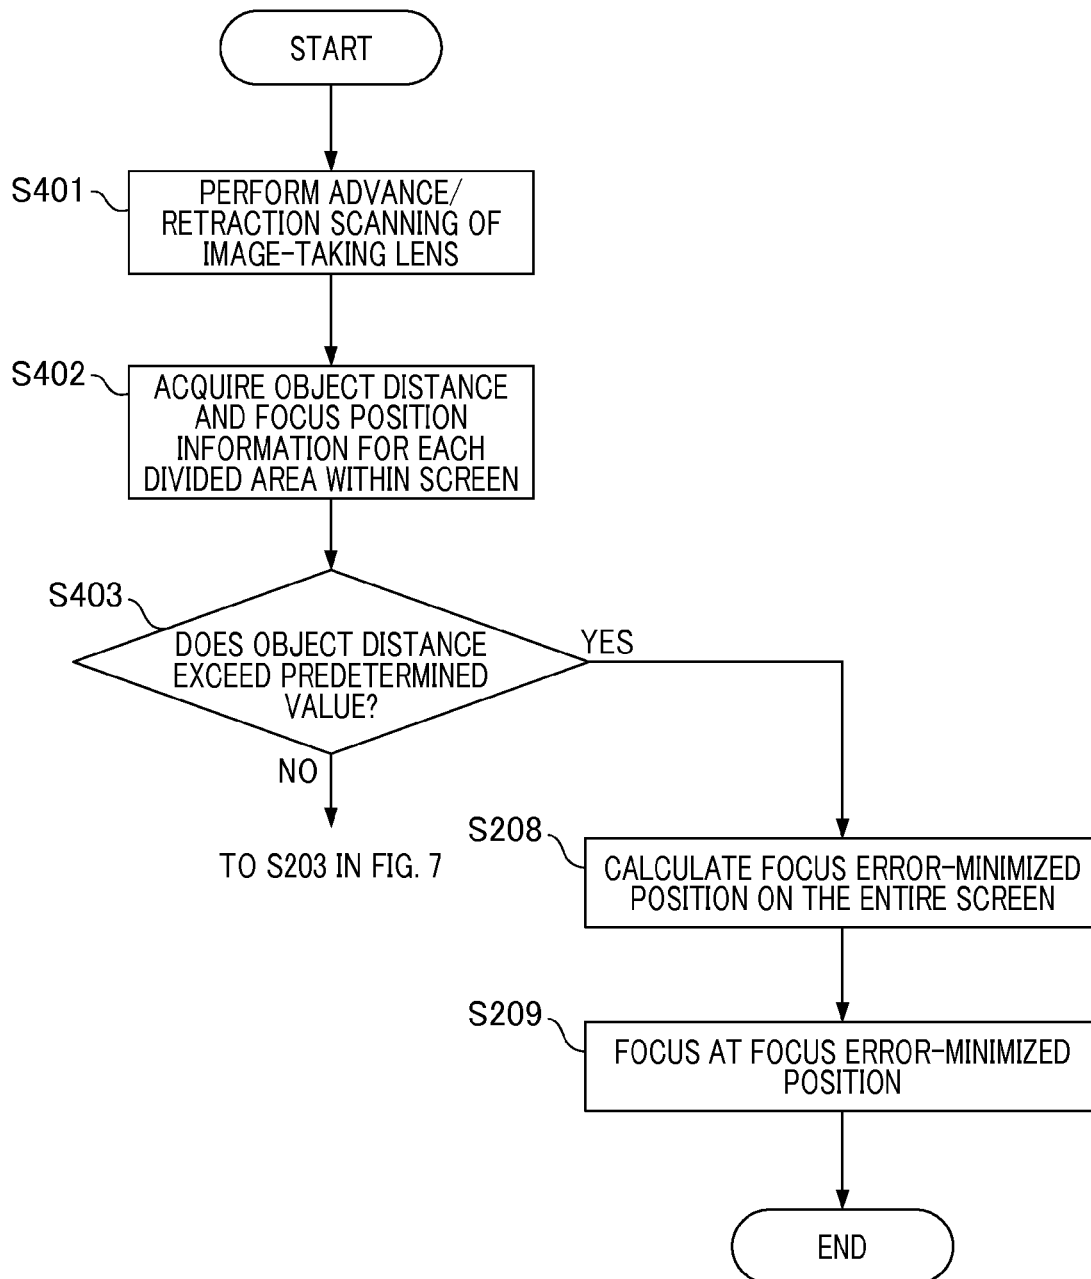 START
S401
PERFORM ADVANCE/
RETRACTION SCANNING OF
IMAGE-TAKING LENS
S402
ACQUIRE OBJECT DISTANCE
AND FOCUS POSITION
INFORMATION FOR EACH
DIVIDED AREA WITHIN SCREEN
S403
DOES OBJECT DISTANCE
EXCEED PREDETERMINED
VALUE?
YES
NO
TO S203 IN FIG. 7
S208
CALCULATE FOCUS ERROR-MINIMIZED
POSITION ON THE ENTIRE SCREEN
S209
FOCUS AT FOCUS ERROR-MINIMIZED
POSITION
END